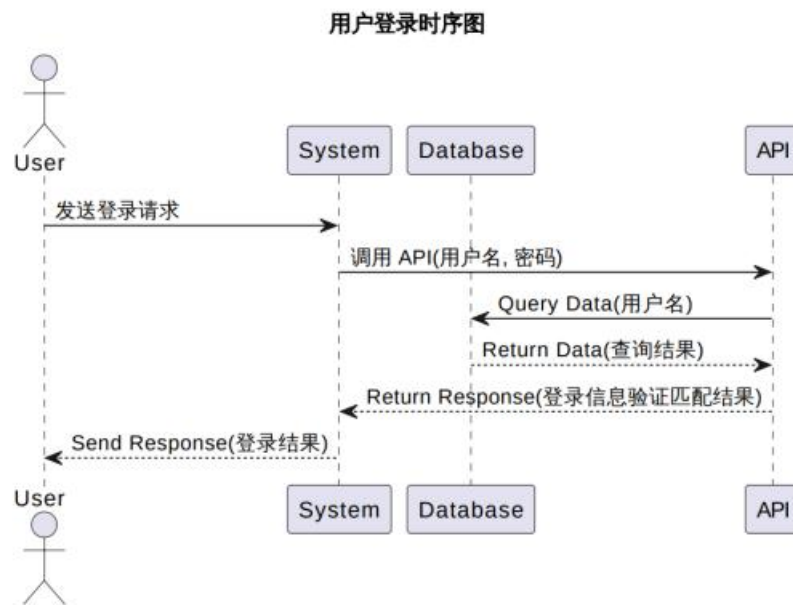 用户登录时序图
User
System
Database
API
发送登录请求
调用 API(用户名, 密码)
Query Data(用户名)
Return Data(查询结果)
Return Response(登录信息验证匹配结果)
Send Response(登录结果)
User
System
Database
API